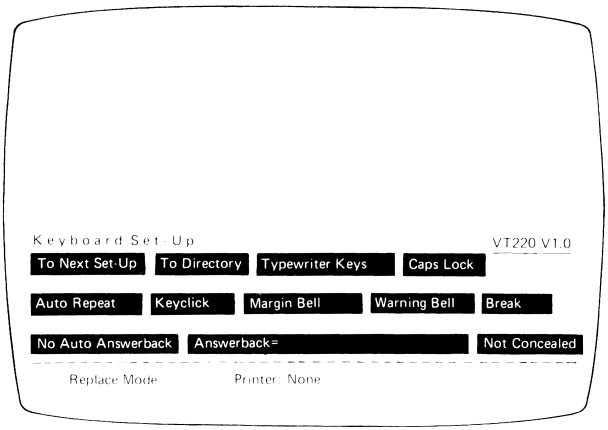 Keyboard Set-Up VT220 V1.0
To Next Set-Up To Directory Typewriter Keys Caps Lock
Auto Repeat Keyclick Margin Bell Warning Bell Break
No Auto Answerback Answerback= Not Concealed
Replace Mode Printer: None